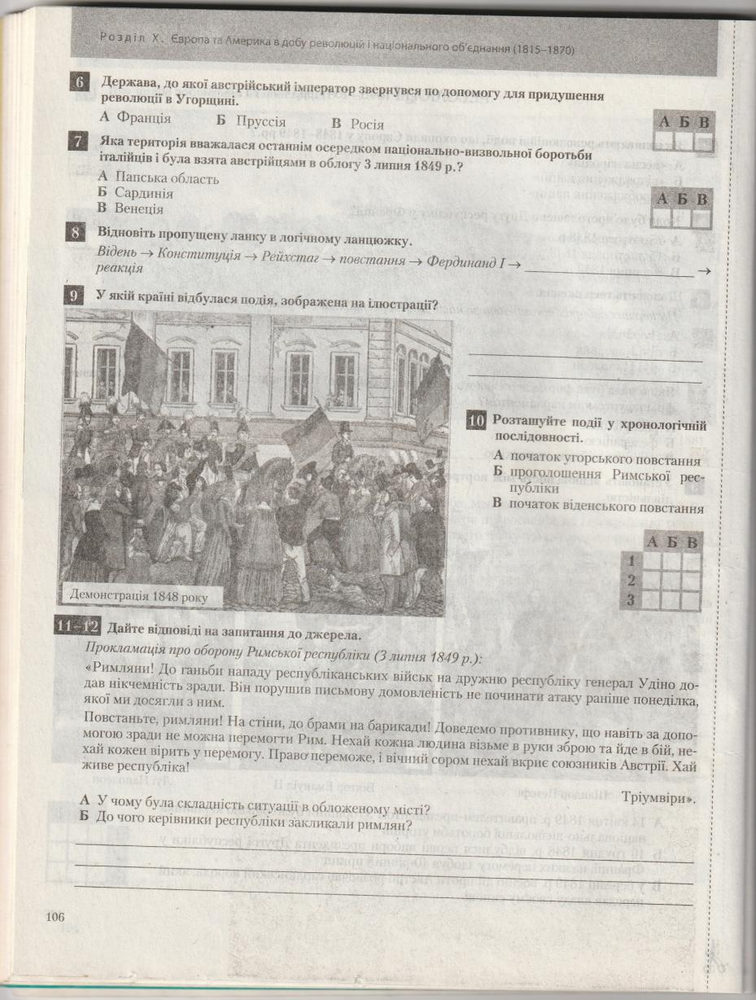 Розділ X. Європа та Америка в добу революцій і національного об'єднання (1815–1870)
6 Держава, до якої австрійський імператор звернувся по допомогу для придушення
революції в Угорщині.
А Франція Б Пруссія В Росія
А Б В
7 Яка територія вважалася останнім осередком національно-визвольної боротьби
італійців і була взята австрійцями в облогу 3 липня 1849 р.?
А Папська область
Б Сардинія
В Венеція
А Б В
8 Відновіть пропущену ланку в логічному ланцюжку.
Відень → Конституція → Рейхстаг → повстання → Фердинанд I → ______ →
реакція
9 У якій країні відбулася подія, зображена на ілюстрації?
Демонстрація 1848 року
10 Розташуйте події у хронологічній
послідовності.
А початок угорського повстання
Б проголошення Римської рес-
публіки
В початок віденського повстання
А Б В
1
2
3
11–12 Дайте відповіді на запитання до джерела.
Прокламація про оборону Римської республіки (3 липня 1849 р.):
«Римляни! До ганьби нападу республіканських військ на дружню республіку генерал Удіно до-
дав нікчемність зради. Він порушив письмову домовленість не починати атаку раніше понеділка,
якої ми досягли з ним.
Повстаньте, римляни! На стіни, до брами на барикади! Доведемо противнику, що навіть за допо-
могою зради не можна перемогти Рим. Нехай кожна людина візьме в руки зброю та йде в бій, не-
хай кожен вірить у перемогу. Право переможе, і вічний сором нехай вкриє союзників Австрії. Хай
живе республіка!
Тріумвіри».
А У чому була складність ситуації в обложеному місті?
Б До чого керівники республіки закликали римлян?
106